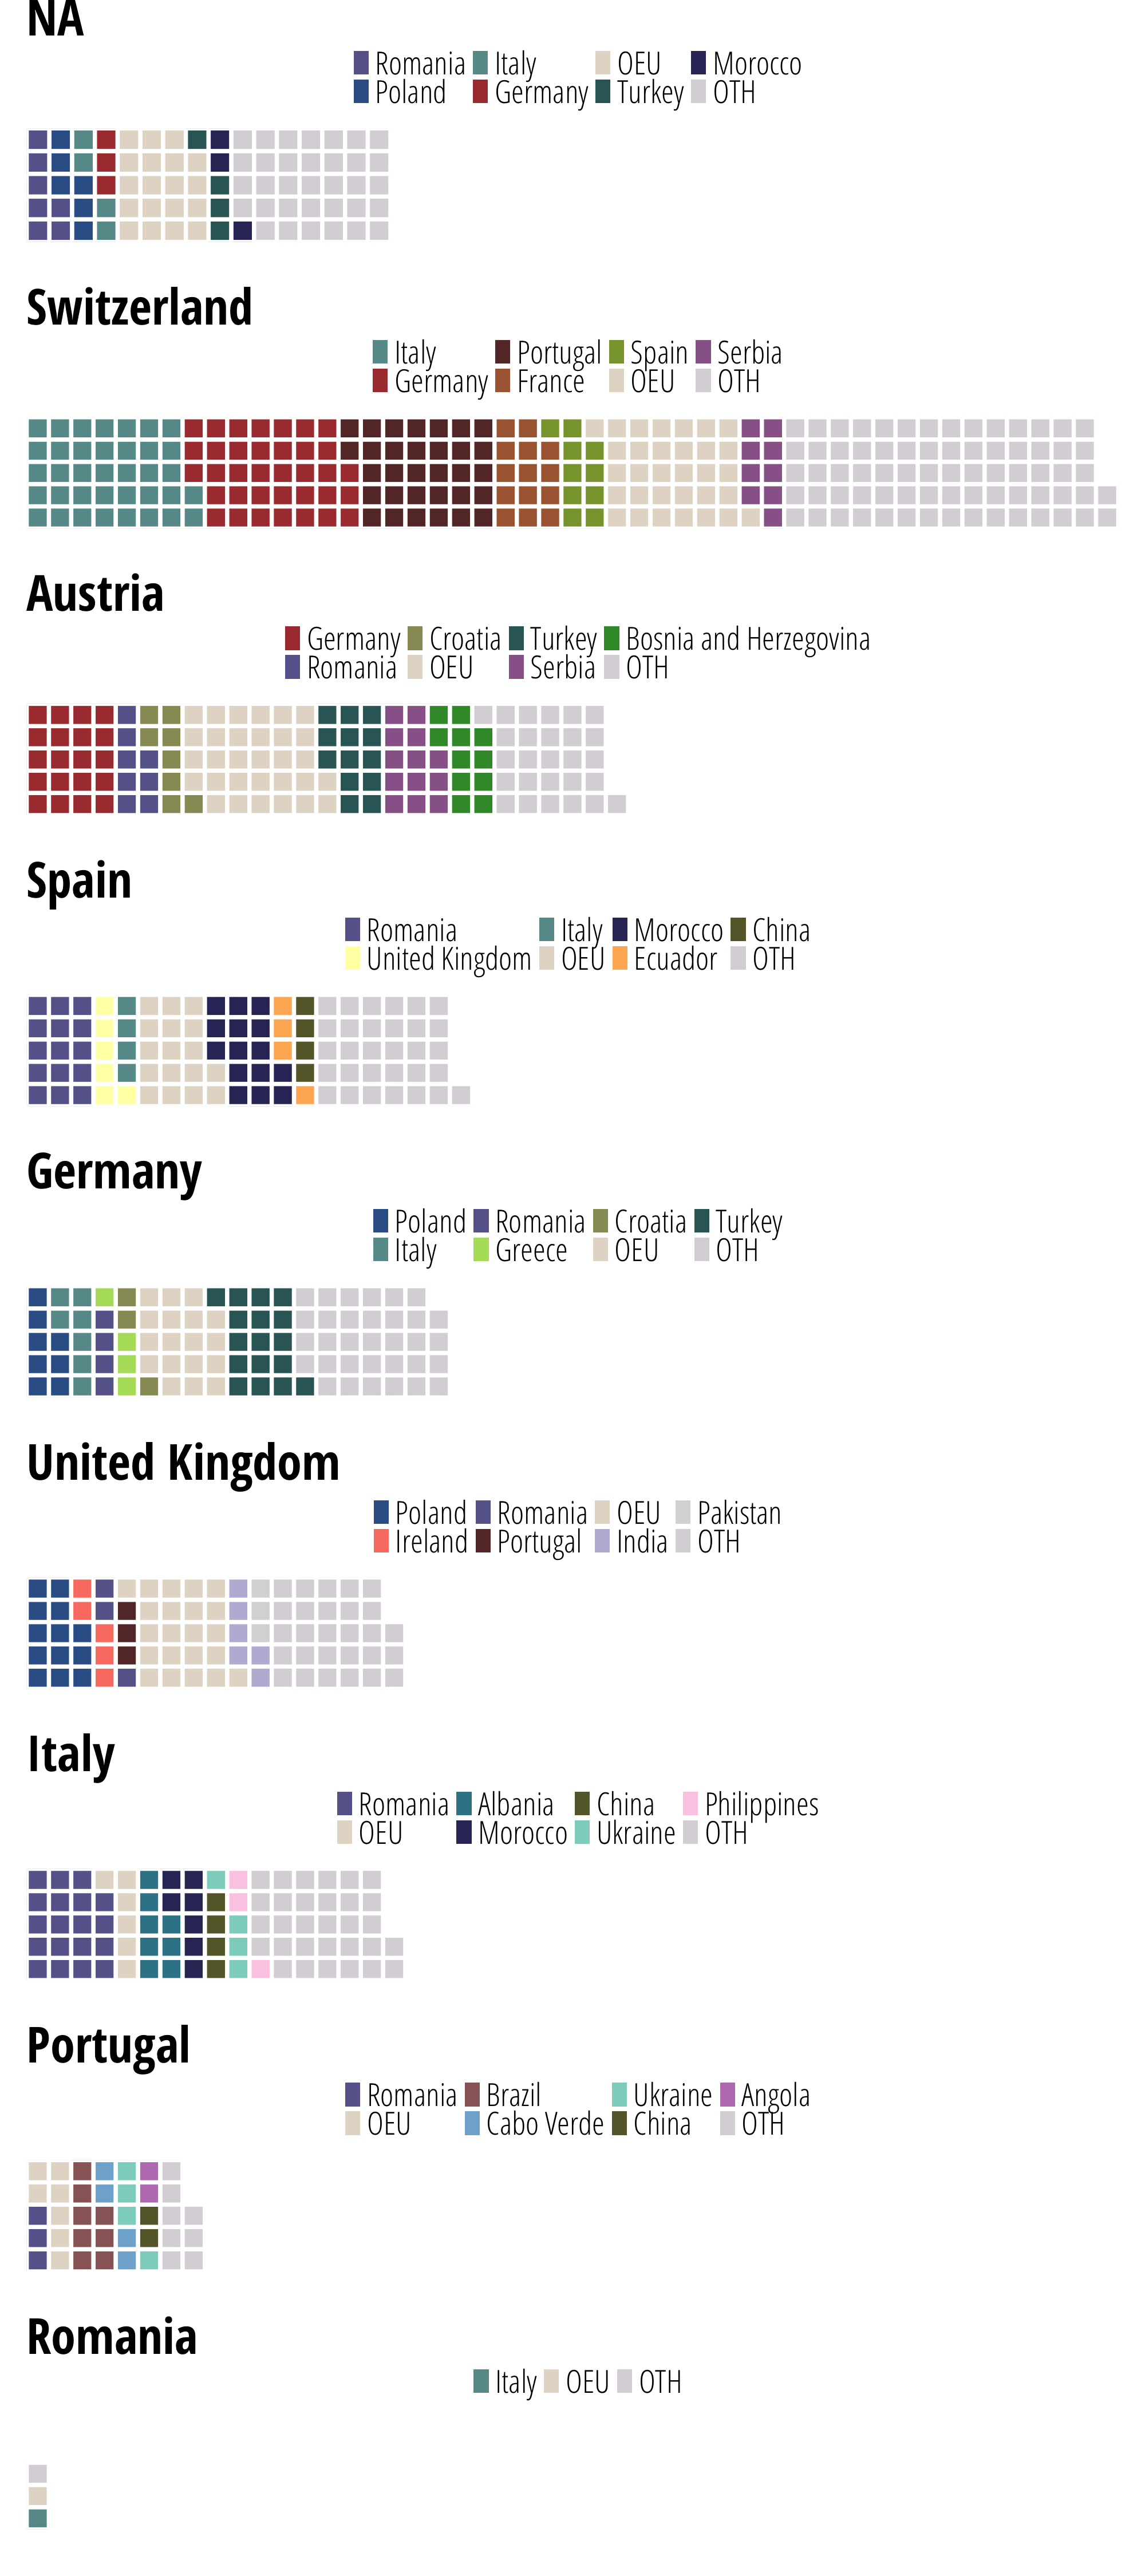 NA
Romania Italy OEU Morocco
Poland Germany Turkey OTH
Switzerland
Italy Portugal Spain Serbia
Germany France OEU OTH
Austria
Germany Croatia Turkey Bosnia and Herzegovina
Romania OEU Serbia OTH
Spain
Romania Italy Morocco China
United Kingdom OEU Ecuador OTH
Germany
Poland Romania Croatia Turkey
Italy Greece OEU OTH
United Kingdom
Poland Romania OEU Pakistan
Ireland Portugal India OTH
Italy
Romania Albania China Philippines
OEU Morocco Ukraine OTH
Portugal
Romania Brazil Ukraine Angola
OEU Cabo Verde China OTH
Romania
Italy OEU OTH